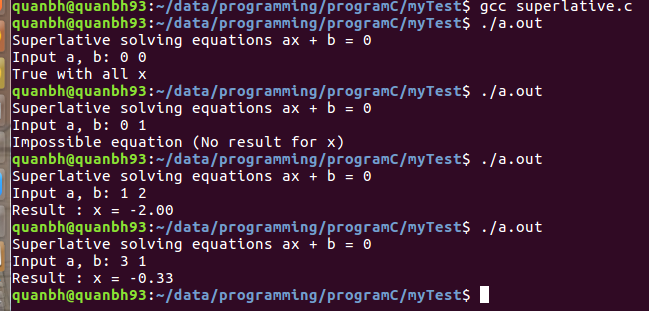 quanbh@quanbh93:~/data/programming/programC/myTest$ gcc superlative.c
quanbh@quanbh93:~/data/programming/programC/myTest$ ./a.out
Superlative solving equations ax + b = 0
Input a, b: 0 0
True with all x
quanbh@quanbh93:~/data/programming/programC/myTest$ ./a.out
Superlative solving equations ax + b = 0
Input a, b: 0 1
Impossible equation (No result for x)
quanbh@quanbh93:~/data/programming/programC/myTest$ ./a.out
Superlative solving equations ax + b = 0
Input a, b: 1 2
Result : x = -2.00
quanbh@quanbh93:~/data/programming/programC/myTest$ ./a.out
Superlative solving equations ax + b = 0
Input a, b: 3 1
Result : x = -0.33
quanbh@quanbh93:~/data/programming/programC/myTest$